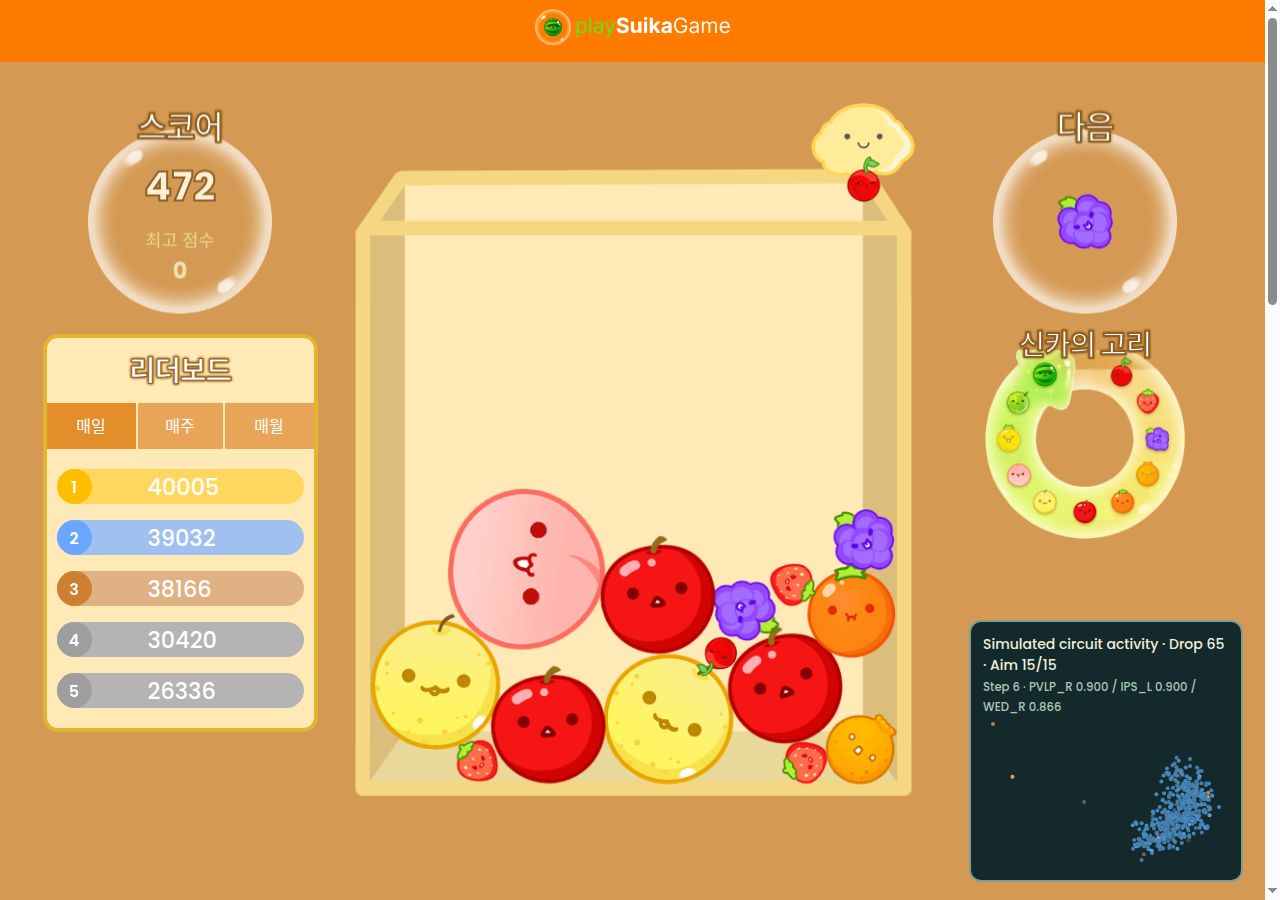 playSuikaGame
스코어
472
최고 점수
0
리더보드
매일 매주 매월
1 40005
2 39032
3 38166
4 30420
5 26336
다음
신카의 고리
Simulated circuit activity · Drop 65
· Aim 15/15
Step 6 · PVLP_R 0.900 / IPS_L 0.900 /
WED_R 0.866